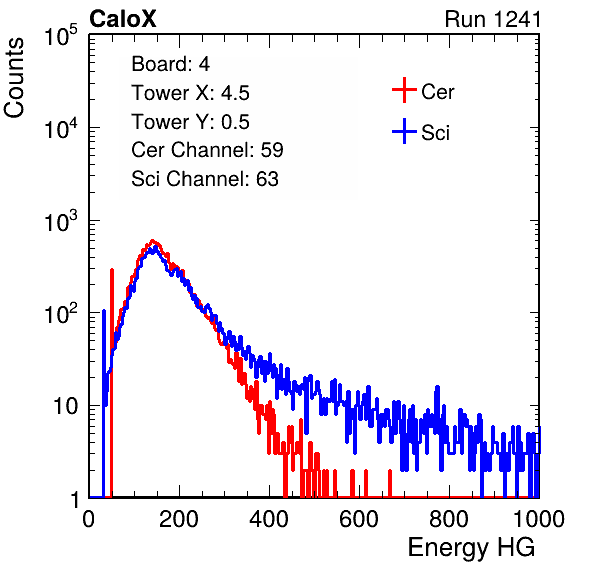 CaloX Run 1241
10^5
10^4
10^3
10^2
10
1
Counts
Board: 4
Tower X: 4.5
Tower Y: 0.5
Cer Channel: 59
Sci Channel: 63
Cer
Sci
0 200 400 600 800 1000
Energy HG